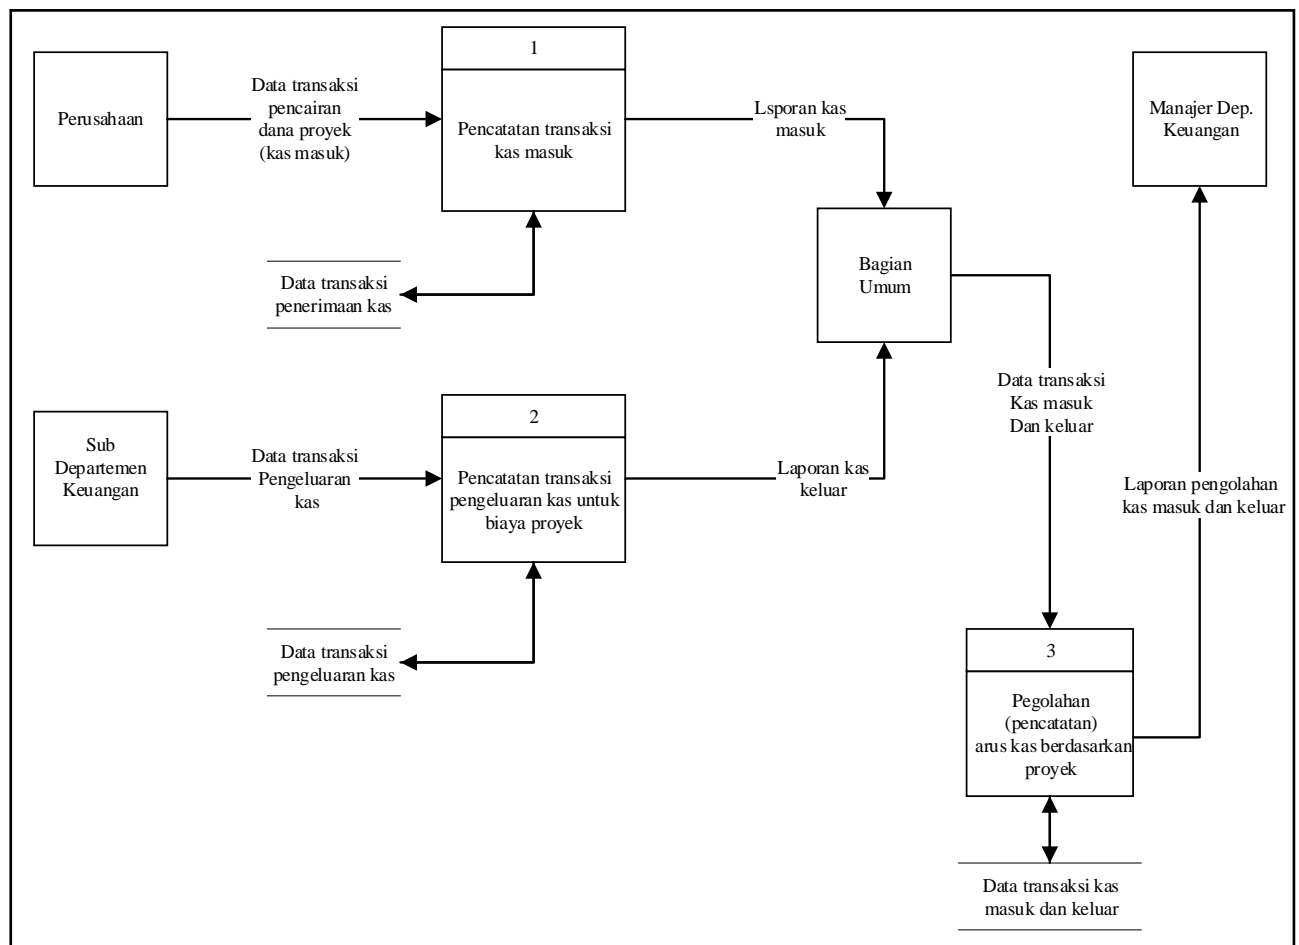 Perusahaan
Data transaksi
pencairan
dana proyek
(kas masuk)
1
Pencatatan transaksi
kas masuk
Lsporan kas
masuk
Manajer Dep.
Keuangan
Data transaksi
penerimaan kas
Bagian
Umum
Sub
Departemen
Keuangan
Data transaksi
Pengeluaran
kas
2
Pencatatan transaksi
pengeluaran kas untuk
biaya proyek
Laporan kas
keluar
Data transaksi
Kas masuk
Dan keluar
Laporan pengolahan
kas masuk dan keluar
Data transaksi
pengeluaran kas
3
Pegolahan
(pencatatan)
arus kas berdasarkan
proyek
Data transaksi kas
masuk dan keluar